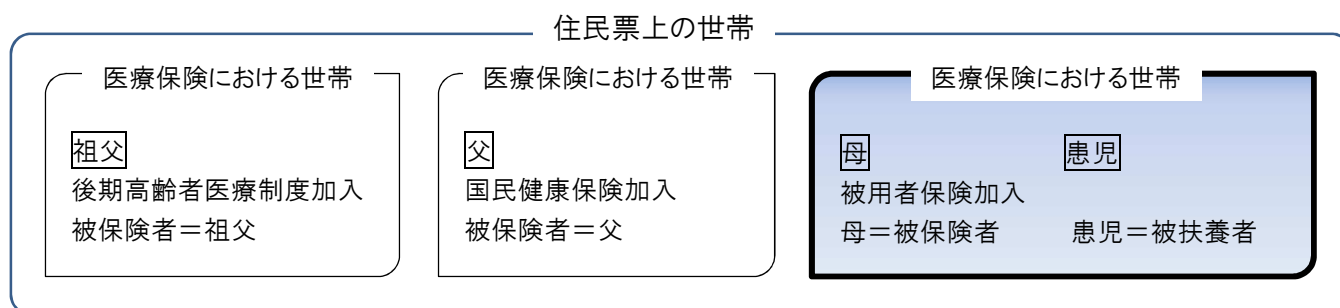 住民票上の世帯
医療保険における世帯
祖父
後期高齢者医療制度加入
被保険者＝祖父
医療保険における世帯
父
国民健康保険加入
被保険者＝父
医療保険における世帯
母 患児
被用者保険加入
母＝被保険者 患児＝被扶養者